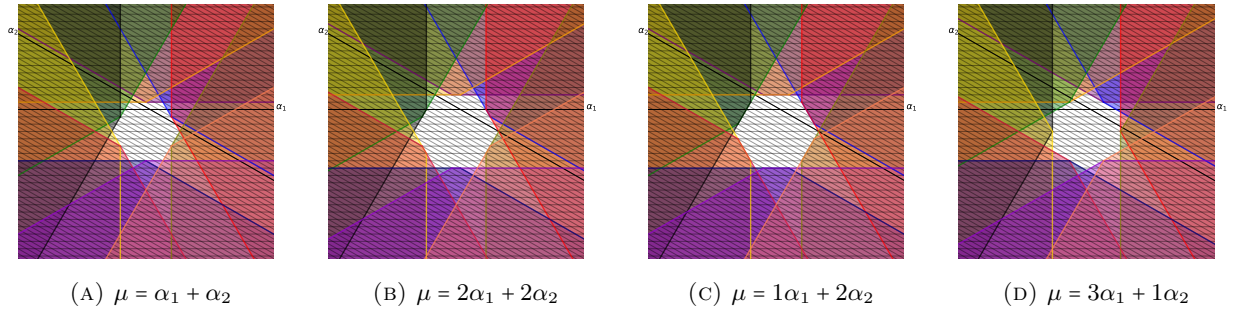 α₂ α₁ α₂ α₁ α₂ α₁ α₂ α₁
(A) μ = α₁ + α₂ (B) μ = 2α₁ + 2α₂ (C) μ = 1α₁ + 2α₂ (D) μ = 3α₁ + 1α₂